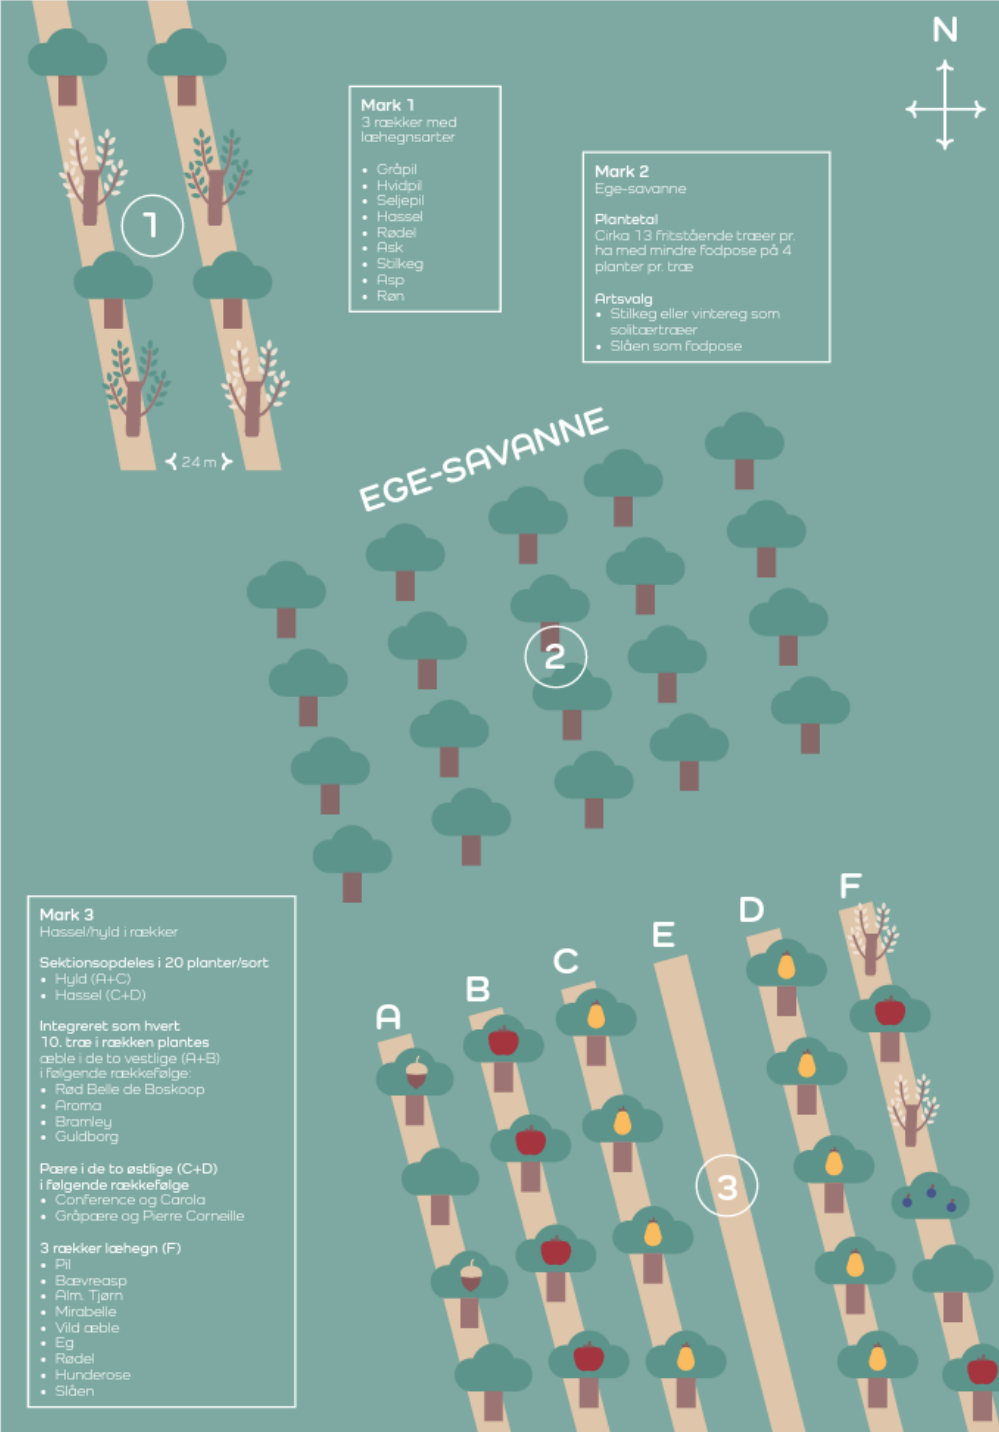 N
Mark 1
3 rækker med
læhegnsarter
• Gråpil
• Hvidpil
• Seljepil
• Hassel
• Rødel
• Ask
• Stilkeg
• Asp
• Røn
Mark 2
Ege-savanne
Plantetal
Cirka 13 fritstående træer pr.
ha med mindre fodpose på 4
planter pr. træ
Artsvalg
• Stilkeg eller vintereg som
solitærtræer
• Slåen som fodpose
1
24 m
EGE-SAVANNE
2
Mark 3
Hassel/hyld i rækker
Sektionsopdeles i 20 planter/sort
• Hyld (A+C)
• Hassel (C+D)
Integreret som hvert
10. træ i rækken plantes
æble i de to vestlige (A+B)
i følgende rækkefølge:
• Rød Belle de Boskoop
• Aroma
• Bramley
• Guldborg
Pære i de to østlige (C+D)
i følgende rækkefølge
• Conference og Carola
• Gråpære og Pierre Corneille
3 rækker læhegn (F)
• Pil
• Bævreasp
• Alm. Tjørn
• Mirabelle
• Vild æble
• Eg
• Rødel
• Hunderose
• Slåen
A
B
C
E
D
F
3